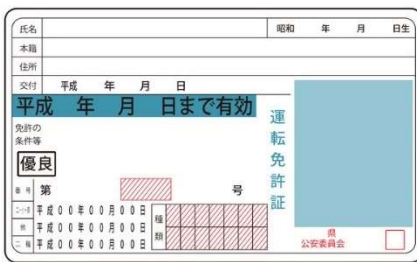 氏名 昭和 年 月 日生
本籍
住所
交付 平成 年 月 日
平成 年 月 日まで有効
免許の
条件等
優良
番号 第 号
平成00年00月00日
他 平成00年00月00日
二種 平成00年00月00日
種類
運転免許証
県
公安委員会